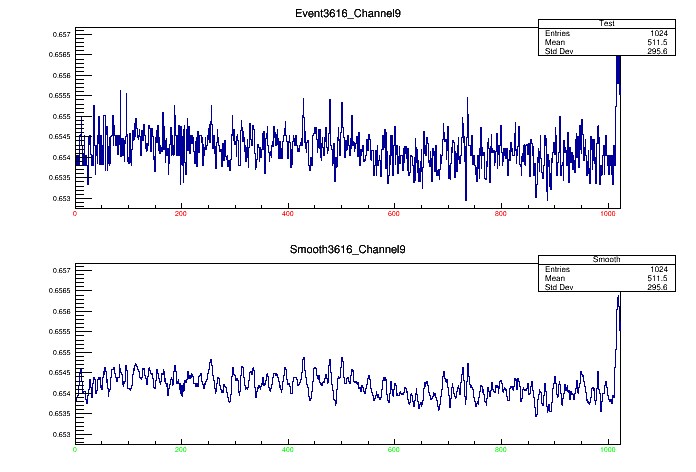 Event3616_Channel9
Test
Entries 1024
Mean 511.5
Std Dev 295.6
0.657
0.6565
0.656
0.6555
0.655
0.6545
0.654
0.6535
0.653
0 200 400 600 800 1000
Smooth3616_Channel9
Smooth
Entries 1024
Mean 511.5
Std Dev 295.6
0.657
0.6565
0.656
0.6555
0.655
0.6545
0.654
0.6535
0.653
0 200 400 600 800 1000